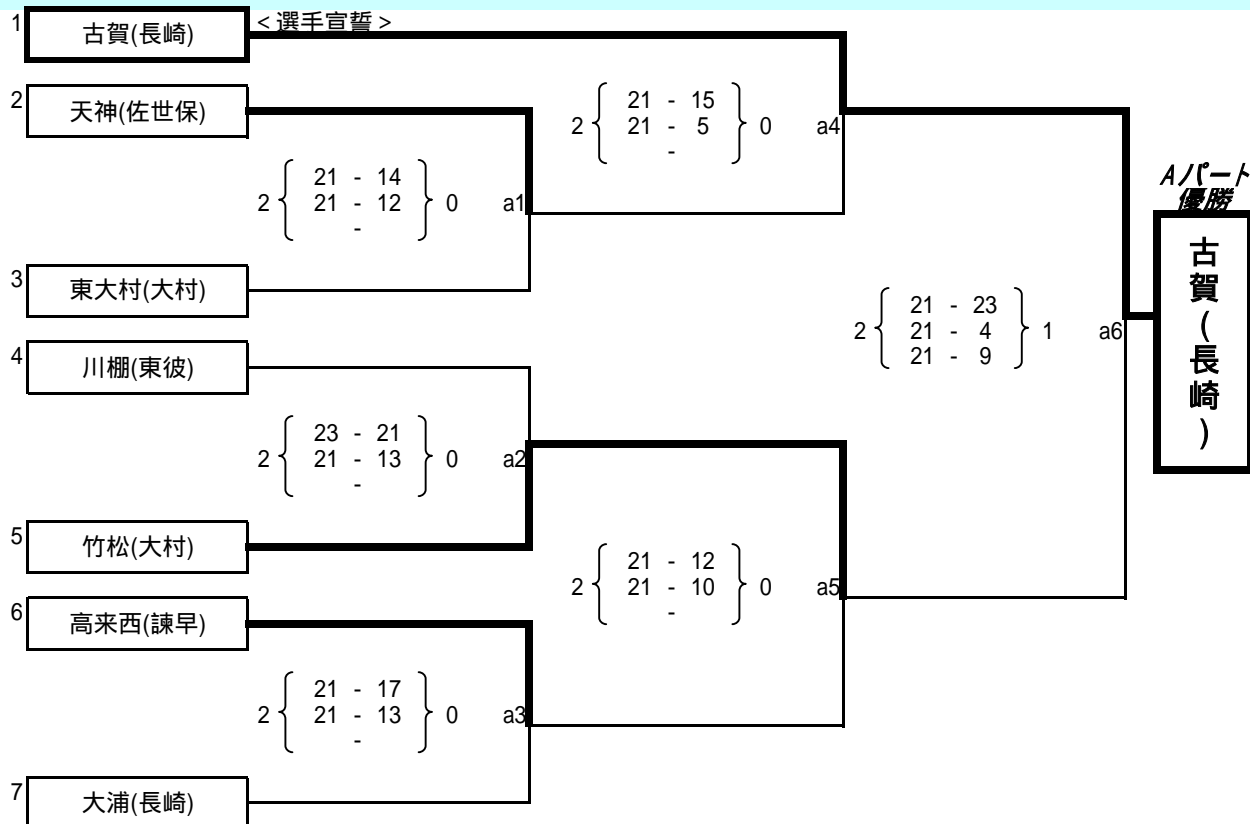 1 古賀(長崎) <選手宣誓>
2 天神(佐世保)
21 - 15
2 21 - 5 0 a4
-
21 - 14
2 21 - 12 0 a1
-
3 東大村(大村)
Aパート
優勝
古賀(長崎)
21 - 23
2 21 - 4 1 a6
21 - 9
4 川棚(東彼)
23 - 21
2 21 - 13 0 a2
-
5 竹松(大村)
21 - 12
2 21 - 10 0 a5
-
6 高来西(諫早)
21 - 17
2 21 - 13 0 a3
-
7 大浦(長崎)